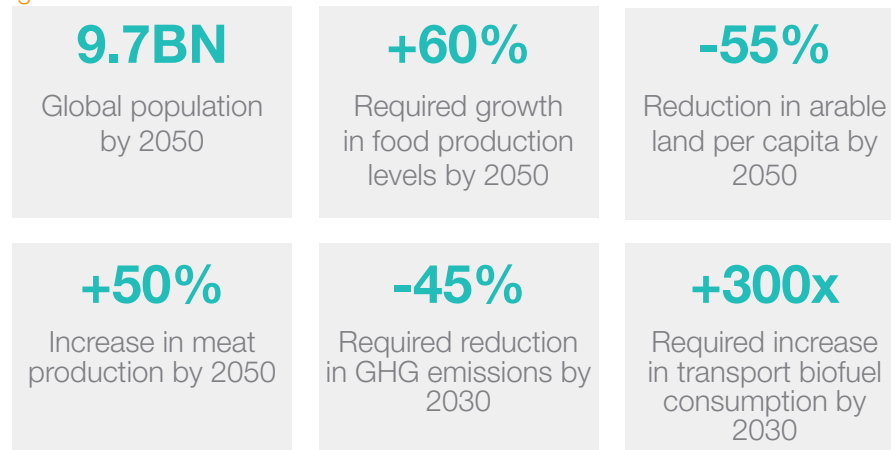 9.7BN
Global population
by 2050
+60%
Required growth
in food production
levels by 2050
-55%
Reduction in arable
land per capita by
2050
+50%
Increase in meat
production by 2050
-45%
Required reduction
in GHG emissions by
2030
+300x
Required increase
in transport biofuel
consumption by
2030